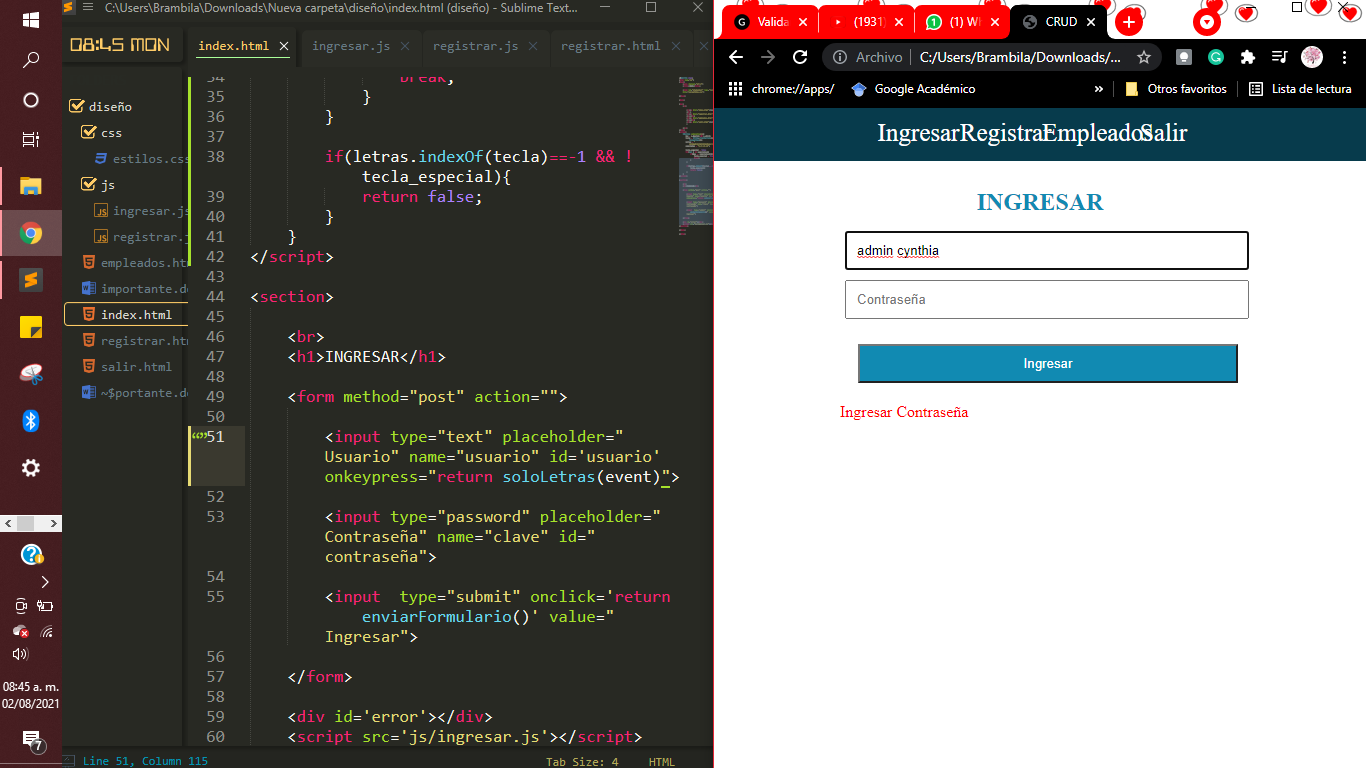 C:\Users\Brambila\Downloads\Nueva carpeta\diseño\index.html (diseño) - Sublime Text...
08:45 MON
index.html
ingresar.js
registrar.js
registrar.html
diseño
css
estilos.css
js
ingresar.js
registrar.j
empleados.htm
importante.do
index.html
registrar.htm
salir.html
~$portante.do
34 break;
35 }
36 }
37
38 if(letras.indexOf(tecla)==-1 && !
tecla_especial){
39 return false;
40 }
41 }
42 </script>
43
44 <section>
45
46 <br>
47 <h1>INGRESAR</h1>
48
49 <form method="post" action="">
50
51 <input type="text" placeholder="
Usuario" name="usuario" id='usuario'
onkeypress="return soloLetras(event)">
52
53 <input type="password" placeholder="
Contraseña" name="clave" id="
contraseña">
54
55 <input  type="submit" onclick='return
enviarFormulario()' value="
Ingresar">
56
57 </form>
58
59 <div id='error'></div>
60 <script src='js/ingresar.js'></script>
Line 51, Column 115
Tab Size: 4
HTML
08:45 a. m.
02/08/2021
7
Valida
(1931)
(1) Wh
CRUD
Archivo
C:/Users/Brambila/Downloads/...
chrome://apps/
Google Académico
»
Otros favoritos
Lista de lectura
Ingresar
Registrar
Empleados
Salir
INGRESAR
admin cynthia
Contraseña
Ingresar
Ingresar Contraseña